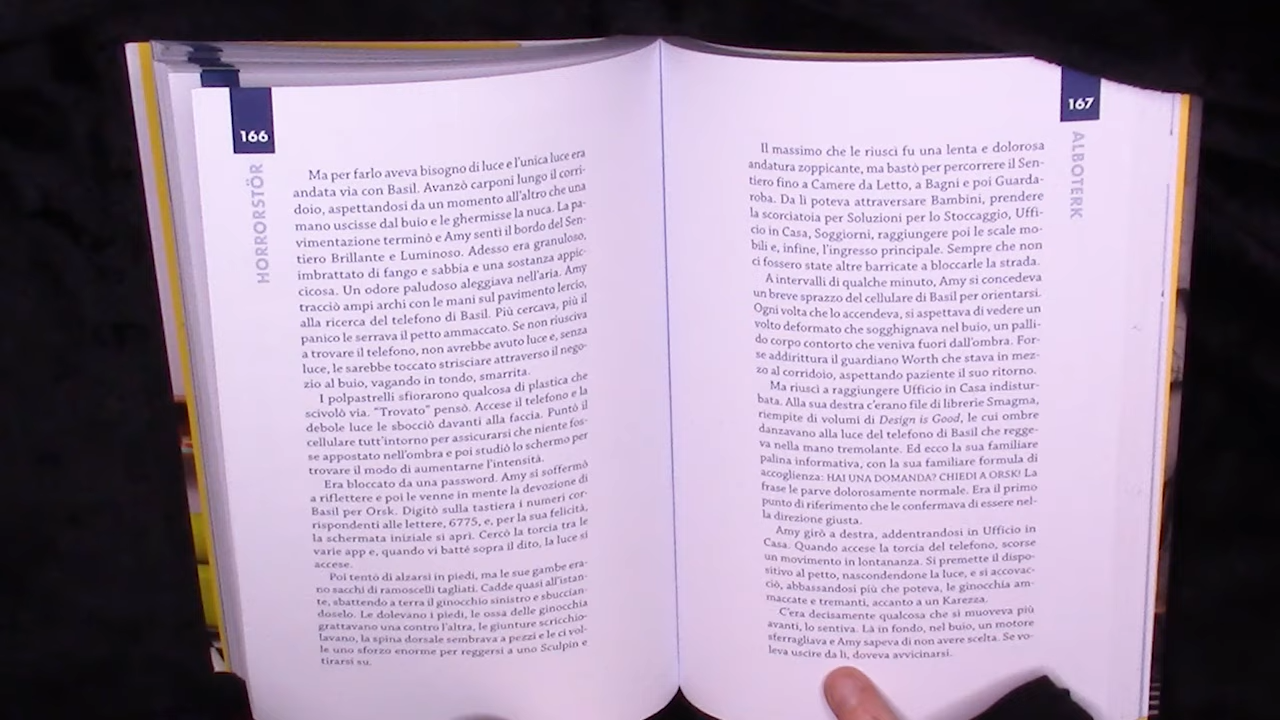 166
HORRORSTÖR
Ma per farlo aveva bisogno di luce e l'unica luce era
andata via con Basil. Avanzò carponi lungo il corri-
doio, aspettandosi da un momento all'altro che una
mano uscisse dal buio e le ghermisse la nuca. La pa-
vimentazione terminò e Amy sentì il bordo del Sen-
tiero Brillante e Luminoso. Adesso era granuloso,
imbrattato di fango e sabbia e una sostanza appic-
cicosa. Un odore paludoso aleggiava nell'aria. Amy
tracciò ampi archi con le mani sul pavimento lercio,
alla ricerca del telefono di Basil. Più cercava, più il
panico le serrava il petto ammaccato. Se non riusciva
a trovare il telefono, non avrebbe avuto luce e, senza
luce, le sarebbe toccato strisciare attraverso il nego-
zio al buio, vagando in tondo, smarrita.
I polpastrelli sfiorarono qualcosa di plastica che
scivolò via. "Trovato" pensò. Accese il telefono e la
debole luce le sbocciò davanti alla faccia. Puntò il
cellulare tutt'intorno per assicurarsi che niente fos-
se appostato nell'ombra e poi studiò lo schermo per
trovare il modo di aumentarne l'intensità.
Era bloccato da una password. Amy si soffermò
a riflettere e poi le venne in mente la devozione di
Basil per Orsk. Digitò sulla tastiera i numeri cor-
rispondenti alle lettere, 6775, e, per sua felicità,
la schermata iniziale si aprì. Cercò la torcia tra le
varie app e, quando vi batté sopra il dito, la luce si
accese.
Poi tentò di alzarsi in piedi, ma le sue gambe era-
no sacchi di ramoscelli tagliati. Cadde quasi all'istan-
te, abbattendo a terra il ginocchio sinistro e sbuccian-
doselo. Le dolevano i piedi, le ossa delle ginocchia
grattavano una contro l'altra, le giunture scricchio-
lavano, la spina dorsale sembrava a pezzi e le ci vol-
le uno sforzo enorme per reggersi a uno Sculpin e
tirarsi su.
167
ALBOTERK
Il massimo che le riuscì fu una lenta e dolorosa
andatura zoppicante, ma bastò per percorrere il Sen-
tiero fino a Camere da Letto, a Bagni e poi Guarda-
roba. Da lì poteva attraversare Bambini, prendere
la scorciatoia per Soluzioni per lo Stoccaggio, Uffi-
cio in Casa, Soggiorni, raggiungere poi le scale mo-
bili e, infine, l'ingresso principale. Sempre che non
ci fossero state altre barricate a bloccarle la strada.
A intervalli di qualche minuto, Amy si concedeva
un breve sprazzo del cellulare di Basil per orientarsi.
Ogni volta che lo accendeva, si aspettava di vedere un
volto deformato che sogghignava nel buio, un palli-
do corpo contorto che veniva fuori dall'ombra. For-
se addirittura il guardiano Worth che stava in mez-
zo al corridoio, aspettando paziente il suo ritorno.
Ma riuscì a raggiungere Ufficio in Casa indistur-
bata. Alla sua destra c'erano file di librerie Smagma,
riempite di volumi di Design is Good, le cui ombre
danzavano alla luce del telefono di Basil che regge-
va nella mano tremolante. Ed ecco la sua familiare
palina informativa, con la sua familiare formula di
accoglienza: HAI UNA DOMANDA? CHIEDI A ORSK! La
frase le parve dolorosamente normale. Era il primo
punto di riferimento che le confermava di essere nel-
la direzione giusta.
Amy girò a destra, addentrandosi in Ufficio in
Casa. Quando accese la torcia del telefono, scorse
un movimento in lontananza. Si premette il dispo-
sitivo al petto, nascondendone la luce, e si accovac-
ciò, abbassandosi più che poteva, le ginocchia am-
maccate e tremanti, accanto a un Karezza.
C'era decisamente qualcosa che si muoveva più
avanti, lo sentiva. Là in fondo, nel buio, un motore
sferragliava e Amy sapeva di non avere scelta. Se vo-
leva uscire da lì, doveva avvicinarsi.